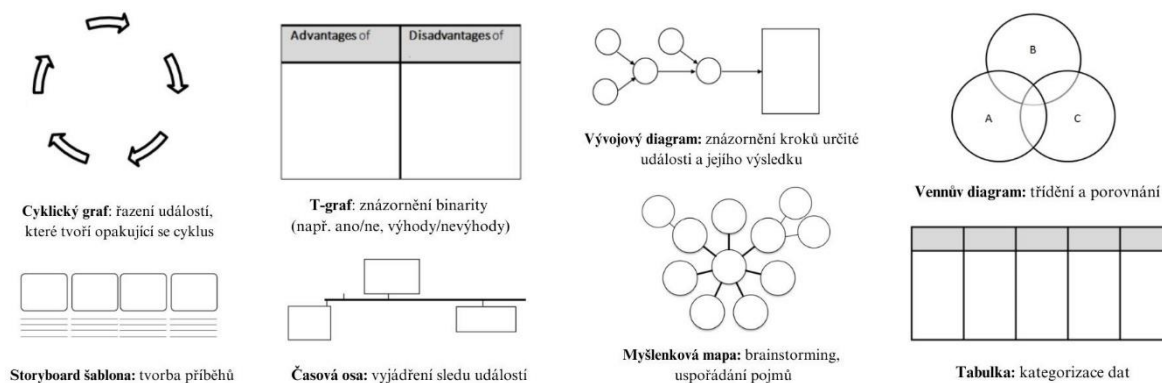 Advantages of
Disadvantages of
B
A
C
Cyklický graf: řazení událostí,
které tvoří opakující se cyklus
T-graf: znázornění binarity
(např. ano/ne, výhody/nevýhody)
Vývojový diagram: znázornění kroků určité
události a jejího výsledku
Vennův diagram: třídění a porovnání
Storyboard šablona: tvorba příběhů
Časová osa: vyjádření sledu událostí
Myšlenková mapa: brainstorming,
uspořádání pojmů
Tabulka: kategorizace dat